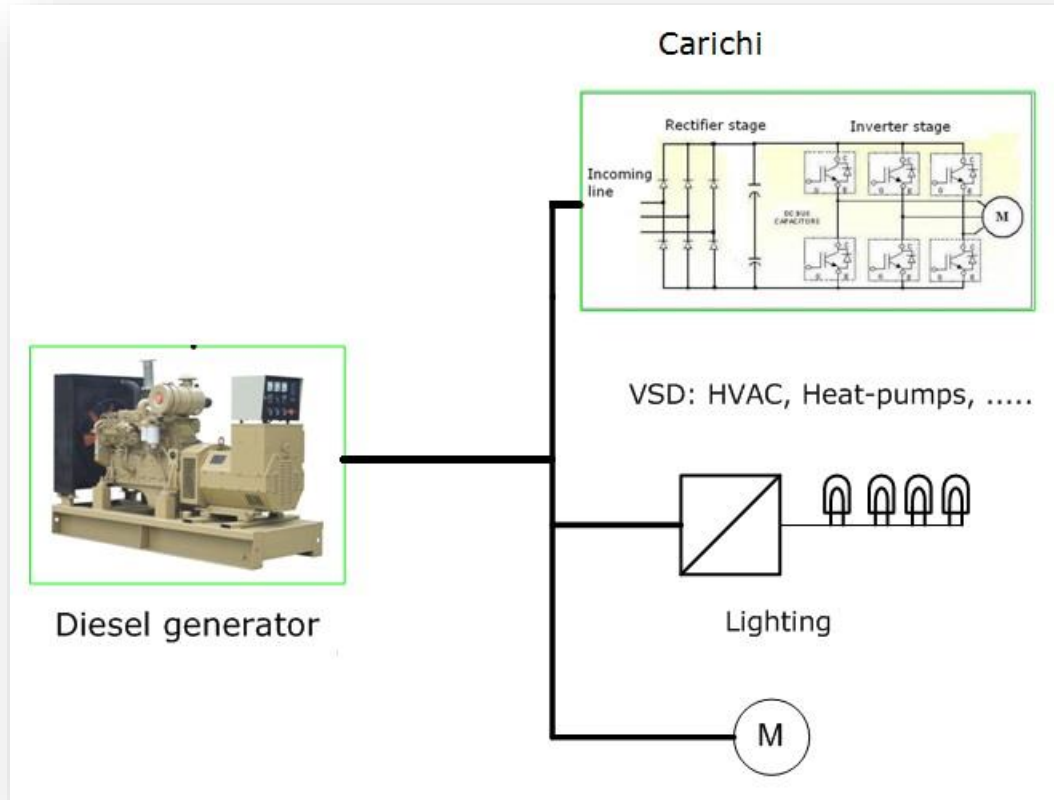 Carichi
Rectifier stage
Inverter stage
Incoming
line
DC BUS
CAPACITORS
C
C
C
G
E
G
E
G
E
M
C
C
C
G
E
G
E
G
E
VSD: HVAC, Heat-pumps, .....
Diesel generator
Lighting
M